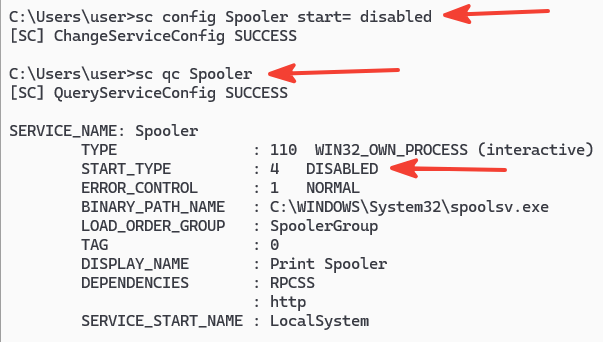 C:\Users\user>sc config Spooler start= disabled
[SC] ChangeServiceConfig SUCCESS
C:\Users\user>sc qc Spooler
[SC] QueryServiceConfig SUCCESS
SERVICE_NAME: Spooler
TYPE : 110 WIN32_OWN_PROCESS (interactive)
START_TYPE : 4 DISABLED
ERROR_CONTROL : 1 NORMAL
BINARY_PATH_NAME : C:\WINDOWS\System32\spoolsv.exe
LOAD_ORDER_GROUP : SpoolerGroup
TAG : 0
DISPLAY_NAME : Print Spooler
DEPENDENCIES : RPCSS
: http
SERVICE_START_NAME : LocalSystem